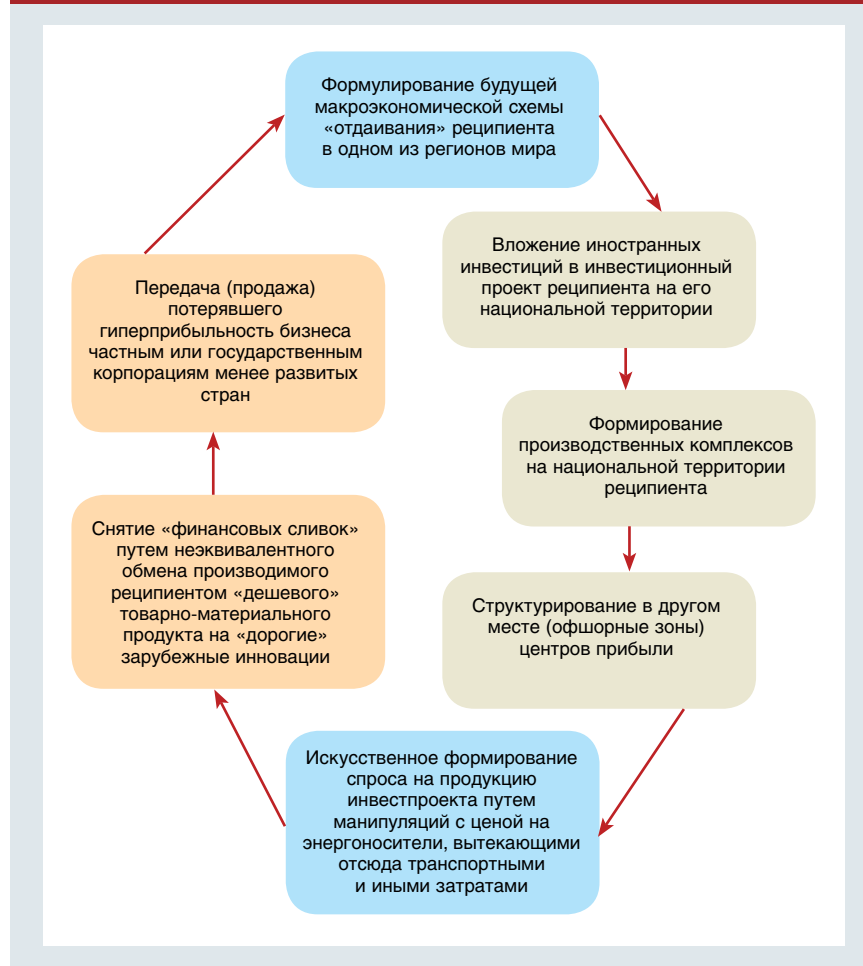 Формулирование будущей
макроэкономической схемы
«отдаивания» реципиента
в одном из регионов мира
Вложение иностранных
инвестиций в инвестиционный
проект реципиента на его
национальной территории
Формирование
производственных комплексов
на национальной территории
реципиента
Структурирование в другом
месте (офшорные зоны)
центров прибыли
Искусственное формирование
спроса на продукцию
инвестпроекта путем
манипуляций с ценой на
энергоносители, вытекающими
отсюда транспортными
и иными затратами
Снятие «финансовых сливок»
путем неэквивалентного
обмена производимого
реципиентом «дешевого»
товарно-материального
продукта на «дорогие»
зарубежные инновации
Передача (продажа)
потерявшего
гиперприбыльность бизнеса
частным или государственным
корпорациям менее развитых
стран